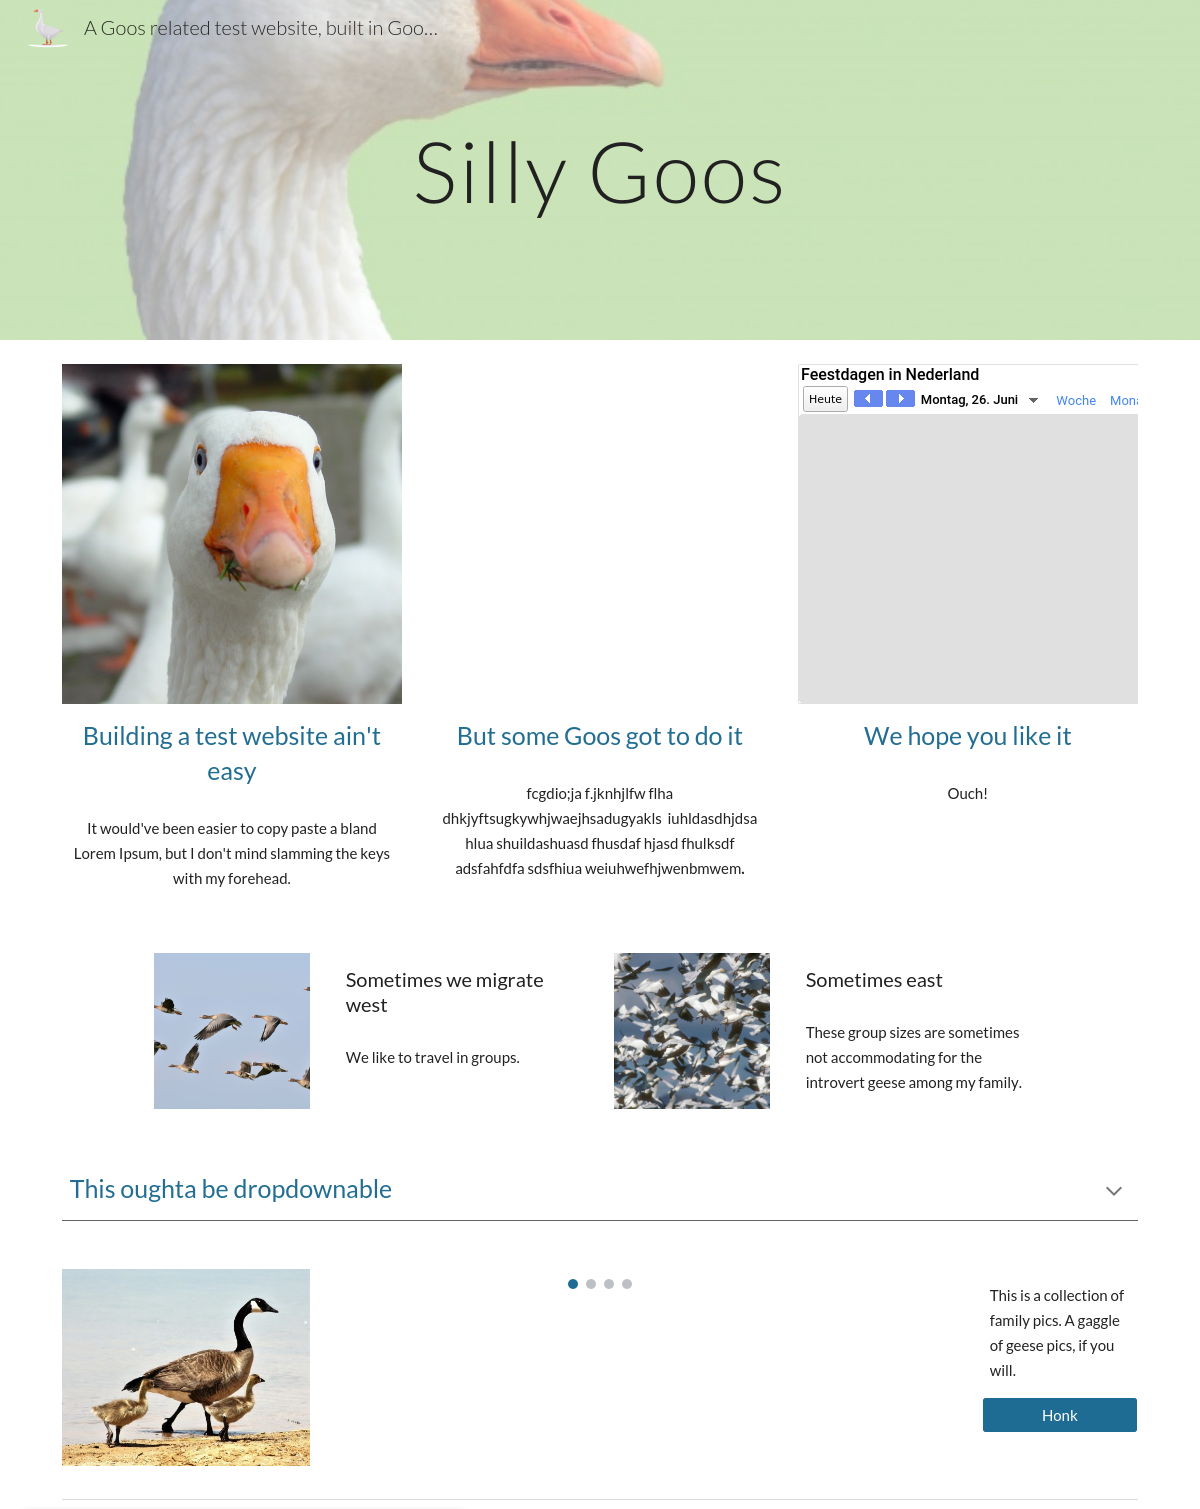 A Goos related test website, built in Goo...
Silly Goos
Feestdagen in Nederland
Heute
Montag, 26. Juni
Woche
Building a test website ain't
easy
It would've been easier to copy paste a bland
Lorem Ipsum, but I don't mind slamming the keys
with my forehead.
But some Goos got to do it
fcgdio;ja f.jknhjlfw flha
dhkjyftsugkywhjwaejhsadugyakls iuhldasdhjdsa
hlua shuildashuasd fhusdaf hjasd fhulksdf
adsfahfdfa sdsfhiua weiuhwefhjwenbmwem.
We hope you like it
Ouch!
Sometimes we migrate
west
We like to travel in groups.
Sometimes east
These group sizes are sometimes
not accommodating for the
introvert geese among my family.
This oughta be dropdownable
This is a collection of
family pics. A gaggle
of geese pics, if you
will.
Honk